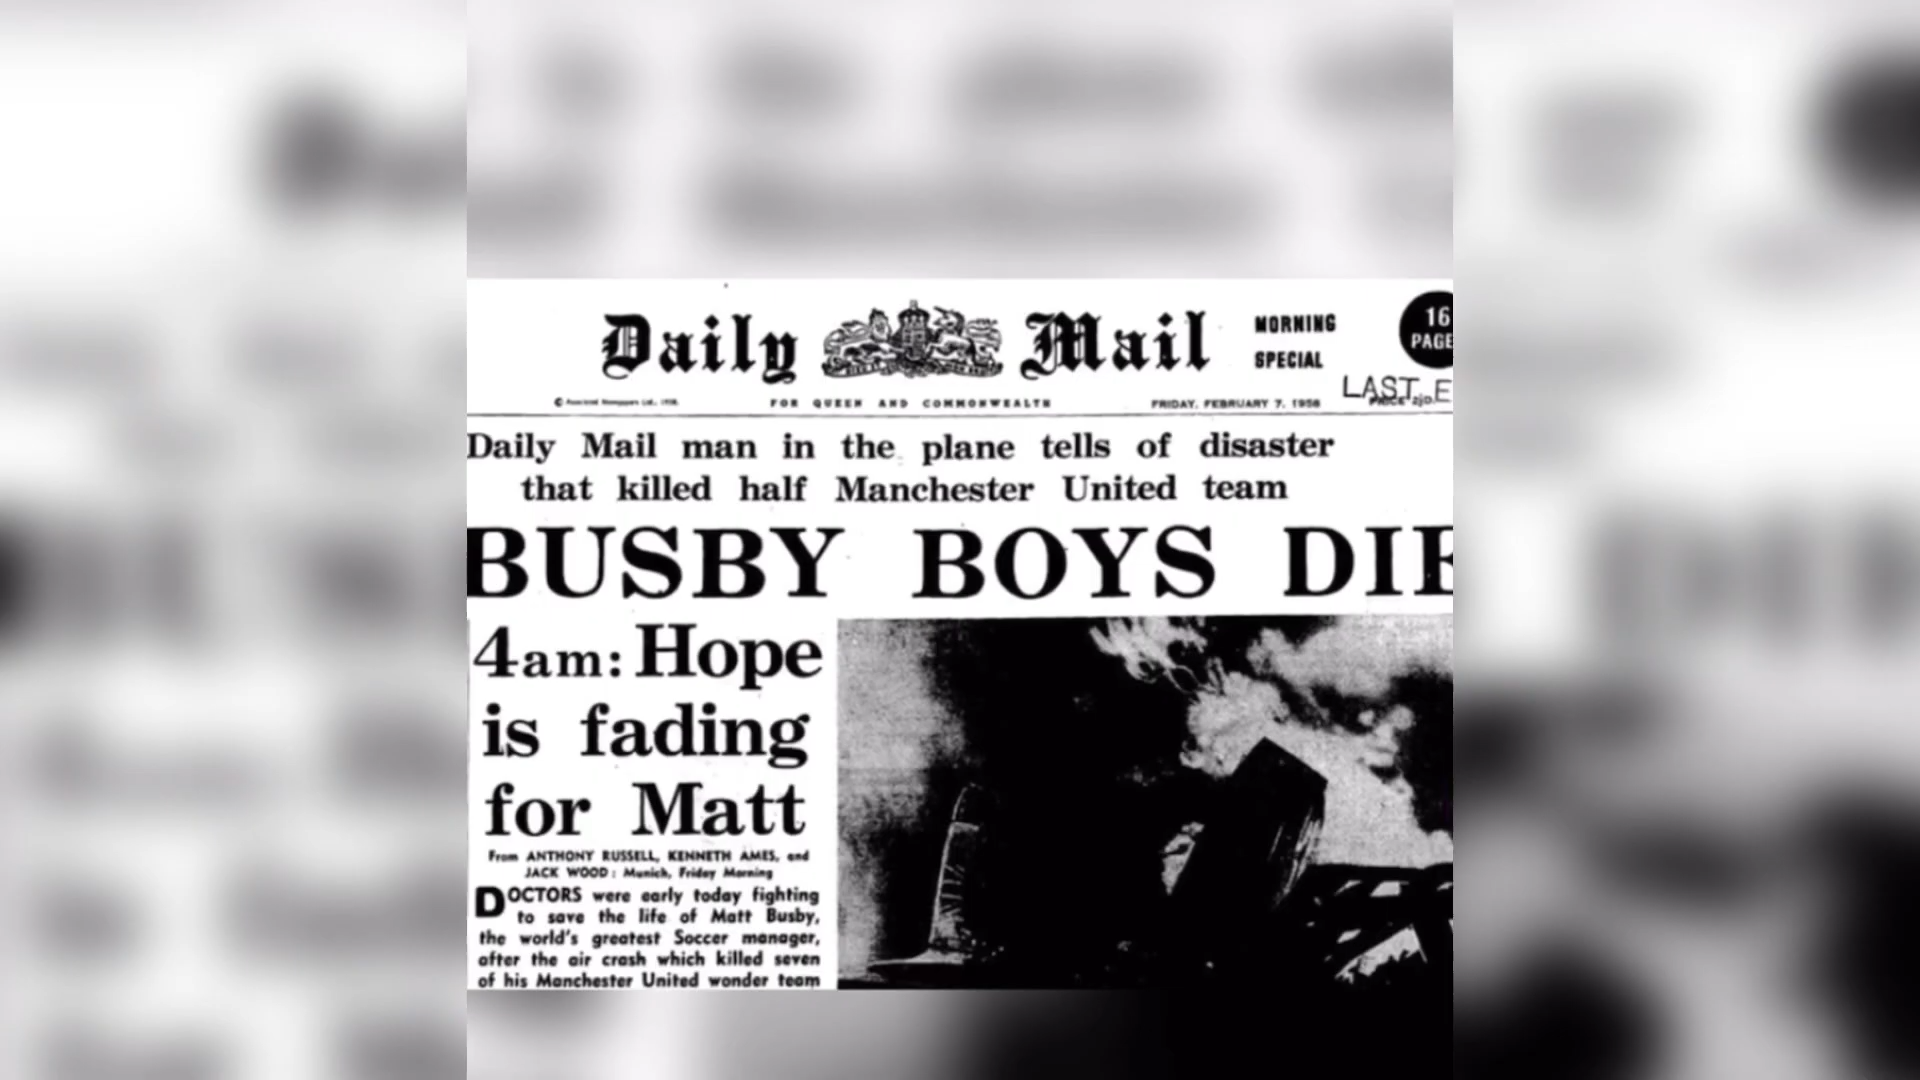 Daily Mail
MORNING
SPECIAL
16
PAGE
LAST E
FOR QUEEN AND COMMONWEALTH
FRIDAY, FEBRUARY 7, 1958
Daily Mail man in the plane tells of disaster
that killed half Manchester United team
BUSBY BOYS DIE
4am: Hope
is fading
for Matt
From ANTHONY RUSSELL, KENNETH AMES, and
JACK WOOD: Munich, Friday Morning
DOCTORS were early today fighting
to save the life of Matt Busby,
the world's greatest Soccer manager,
after the air crash which killed seven
of his Manchester United wonder team